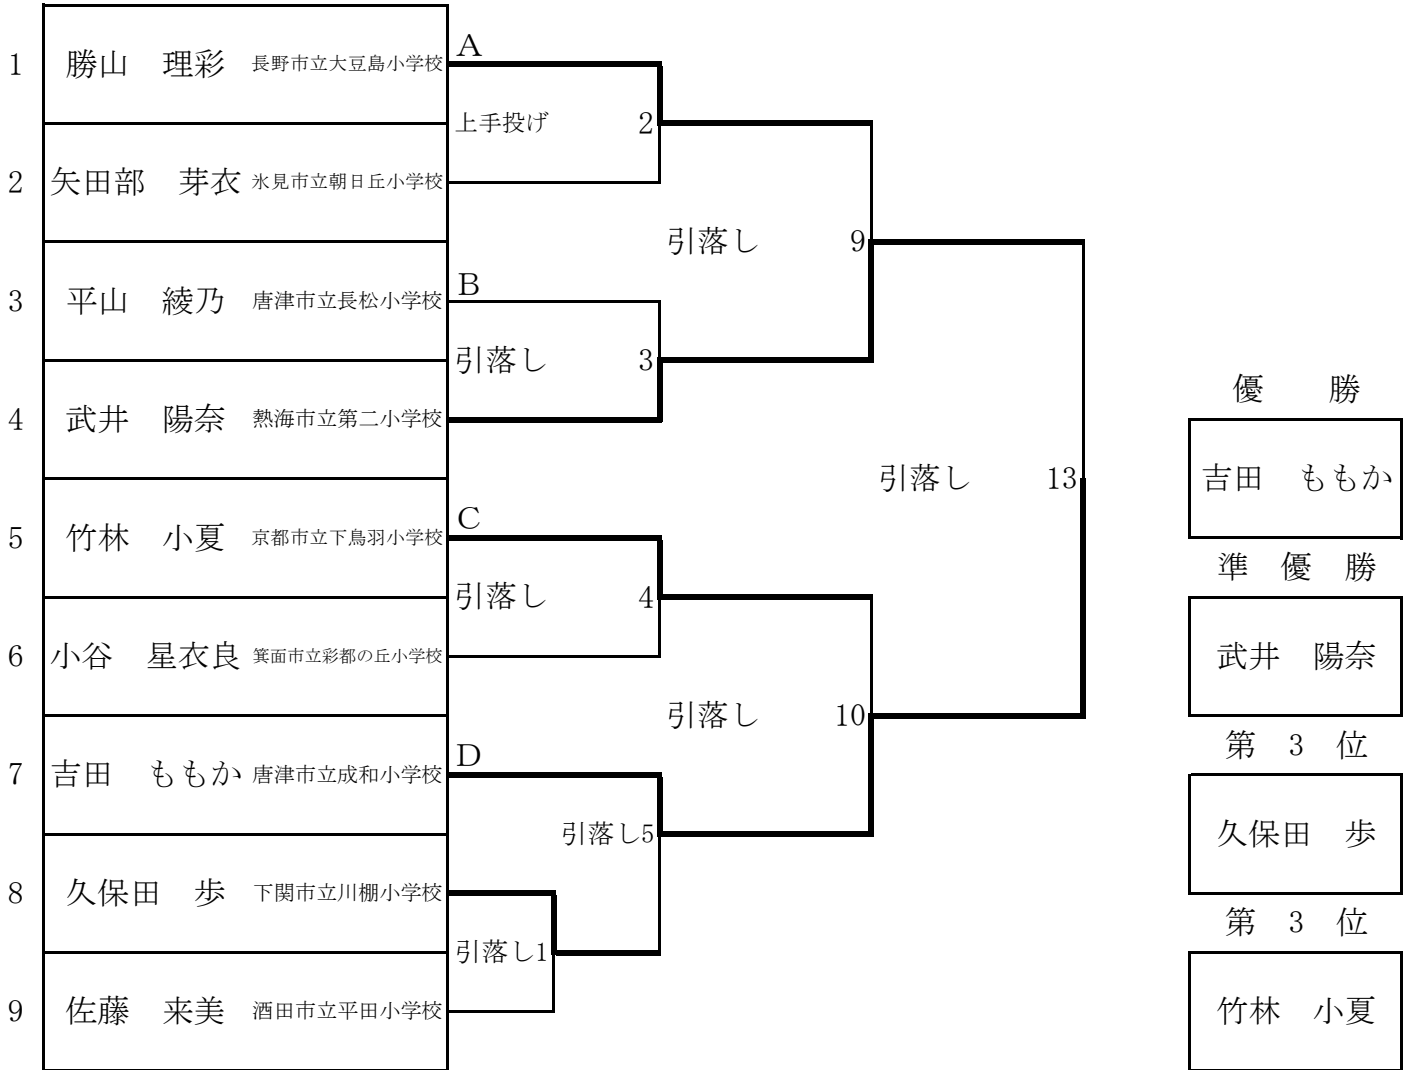 A
1 勝山　理彩 長野市立大豆島小学校
上手投げ 2
2 矢田部　芽衣 氷見市立朝日丘小学校
引落し 9
B
3 平山　綾乃 唐津市立長松小学校
引落し 3
4 武井　陽奈 熱海市立第二小学校
引落し 13
C
5 竹林　小夏 京都市立下鳥羽小学校
引落し 4
6 小谷　星衣良 箕面市立彩都の丘小学校
引落し 10
D
7 吉田　ももか 唐津市立成和小学校
引落し5
8 久保田　歩 下関市立川棚小学校
引落し1
9 佐藤　来美 酒田市立平田小学校
優　勝
吉田　ももか
準　優　勝
武井　陽奈
第　3　位
久保田　歩
第　3　位
竹林　小夏